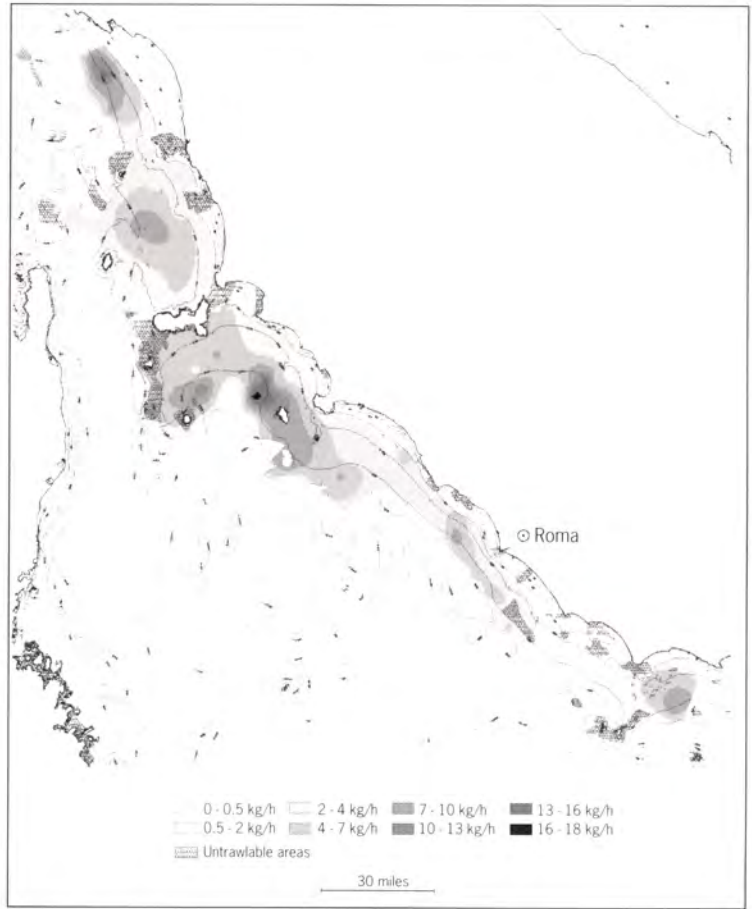 ⊙ Roma
0 - 0.5 kg/h 2 - 4 kg/h 7 - 10 kg/h 13 - 16 kg/h
0.5 - 2 kg/h 4 - 7 kg/h 10 - 13 kg/h 16 - 18 kg/h
Untrawlable areas
30 miles